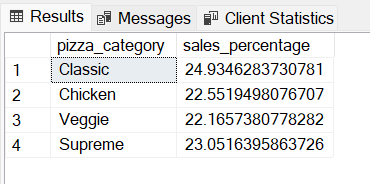 Results Messages Client Statistics
pizza_category sales_percentage
1 Classic 24.9346283730781
2 Chicken 22.5519498076707
3 Veggie 22.1657380778282
4 Supreme 23.0516395863726